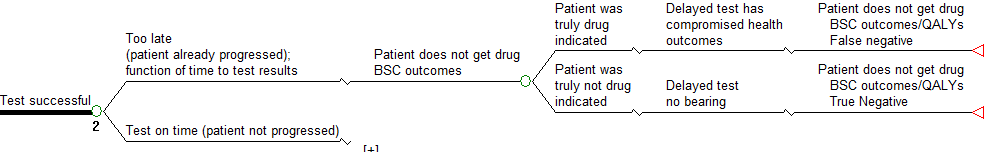 Patient was
truly drug
indicated
Delayed test has
compromised health
outcomes
Patient does not get drug
BSC outcomes/QALYs
False negative
Too late
(patient already progressed);
function of time to test results
Patient does not get drug
BSC outcomes
Patient was
truly not drug
indicated
Delayed test
no bearing
Patient does not get drug
BSC outcomes/QALYs
True Negative
Test successful
2
Test on time (patient not progressed)
[+]